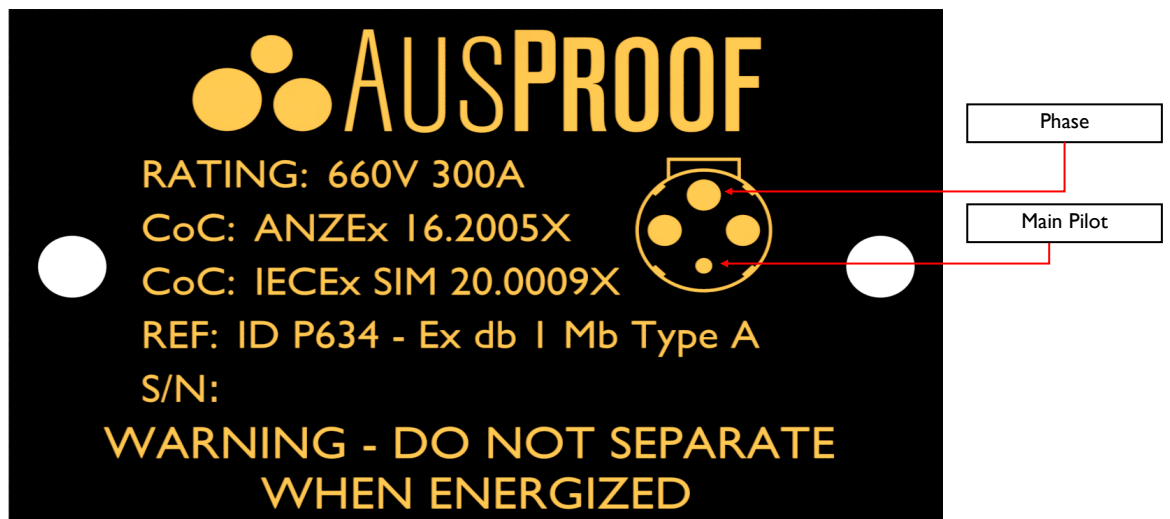 AUSPROOF
RATING: 660V 300A
CoC: ANZEx 16.2005X
CoC: IECEx SIM 20.0009X
REF: ID P634 - Ex db I Mb Type A
S/N:
WARNING - DO NOT SEPARATE
WHEN ENERGIZED
Phase
Main Pilot